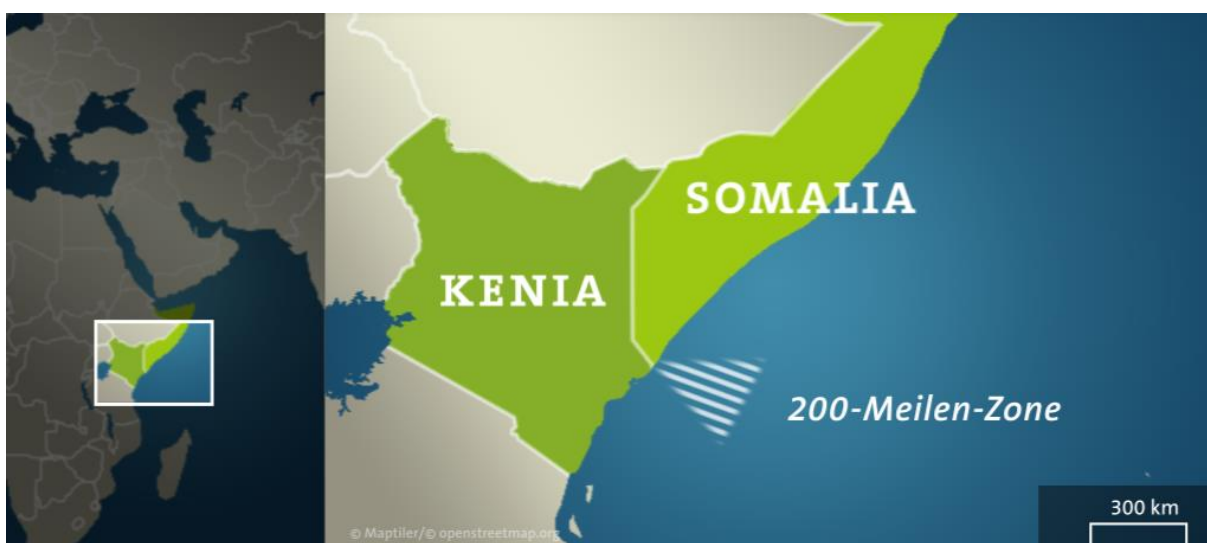 SOMALIA
KENIA
200-Meilen-Zone
300 km
© Maptiler/© openstreetmap.org